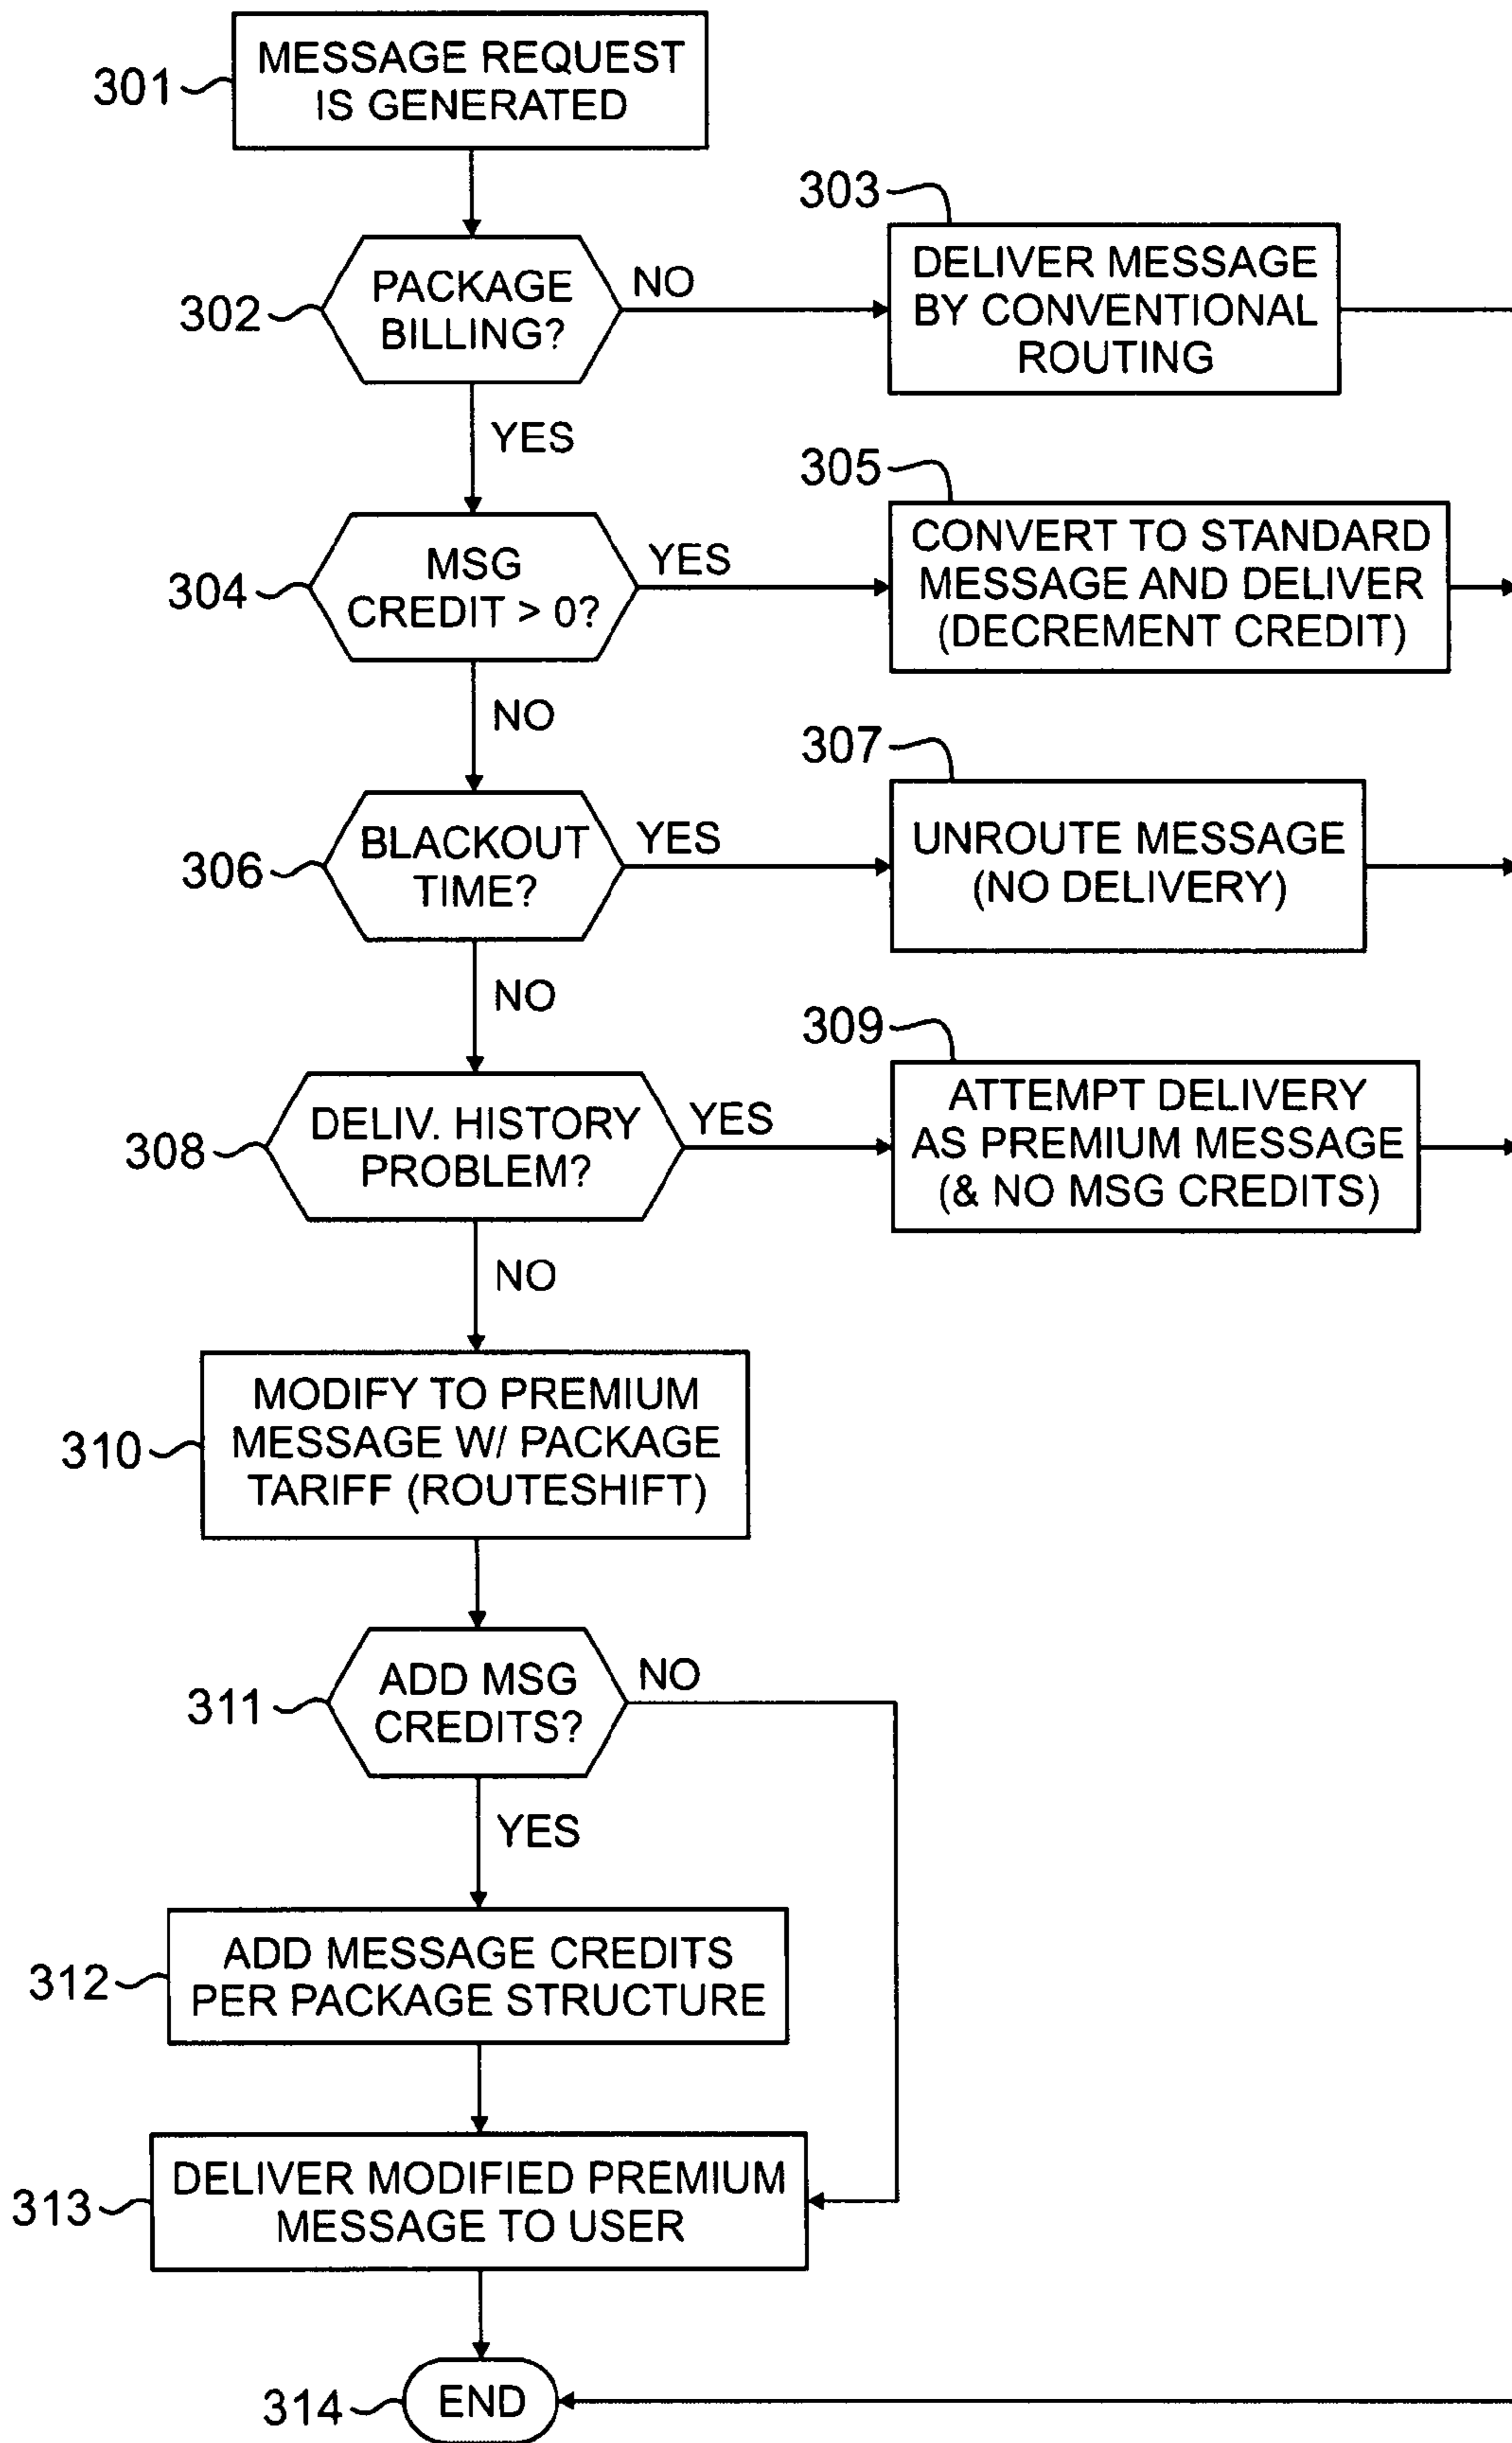 301
MESSAGE REQUEST
IS GENERATED
302
PACKAGE
BILLING?
NO
303
DELIVER MESSAGE
BY CONVENTIONAL
ROUTING
YES
304
MSG
CREDIT > 0?
YES
305
CONVERT TO STANDARD
MESSAGE AND DELIVER
(DECREMENT CREDIT)
NO
306
BLACKOUT
TIME?
YES
307
UNROUTE MESSAGE
(NO DELIVERY)
NO
308
DELIV. HISTORY
PROBLEM?
YES
309
ATTEMPT DELIVERY
AS PREMIUM MESSAGE
(& NO MSG CREDITS)
NO
310
MODIFY TO PREMIUM
MESSAGE W/ PACKAGE
TARIFF (ROUTESHIFT)
311
ADD MSG
CREDITS?
NO
YES
312
ADD MESSAGE CREDITS
PER PACKAGE STRUCTURE
313
DELIVER MODIFIED PREMIUM
MESSAGE TO USER
314
END